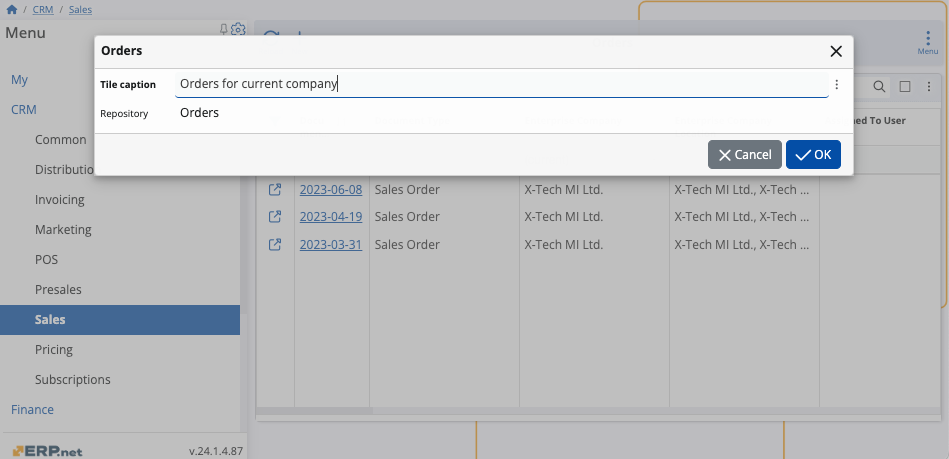 CRM / Sales
Menu
Menu
Orders
Tile caption
Orders for current company
Repository
Orders
Cancel
OK
My
CRM
Common
Distributio
Invoicing
Marketing
POS
Presales
Sales
Pricing
Subscriptions
Finance
ned To User
2023-06-08 Sales Order X-Tech MI Ltd. X-Tech MI Ltd., X-Tech ...
2023-04-19 Sales Order X-Tech MI Ltd. X-Tech MI Ltd., X-Tech ...
2023-03-31 Sales Order X-Tech MI Ltd. X-Tech MI Ltd., X-Tech ...
ERP.net v.24.1.4.87